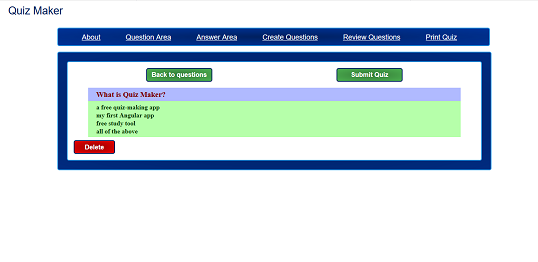 Quiz Maker
About Question Area Answer Area Create Questions Review Questions Print Quiz
Back to questions Submit Quiz
What is Quiz Maker?
a free quiz-making app
my first Angular app
free study tool
all of the above
Delete